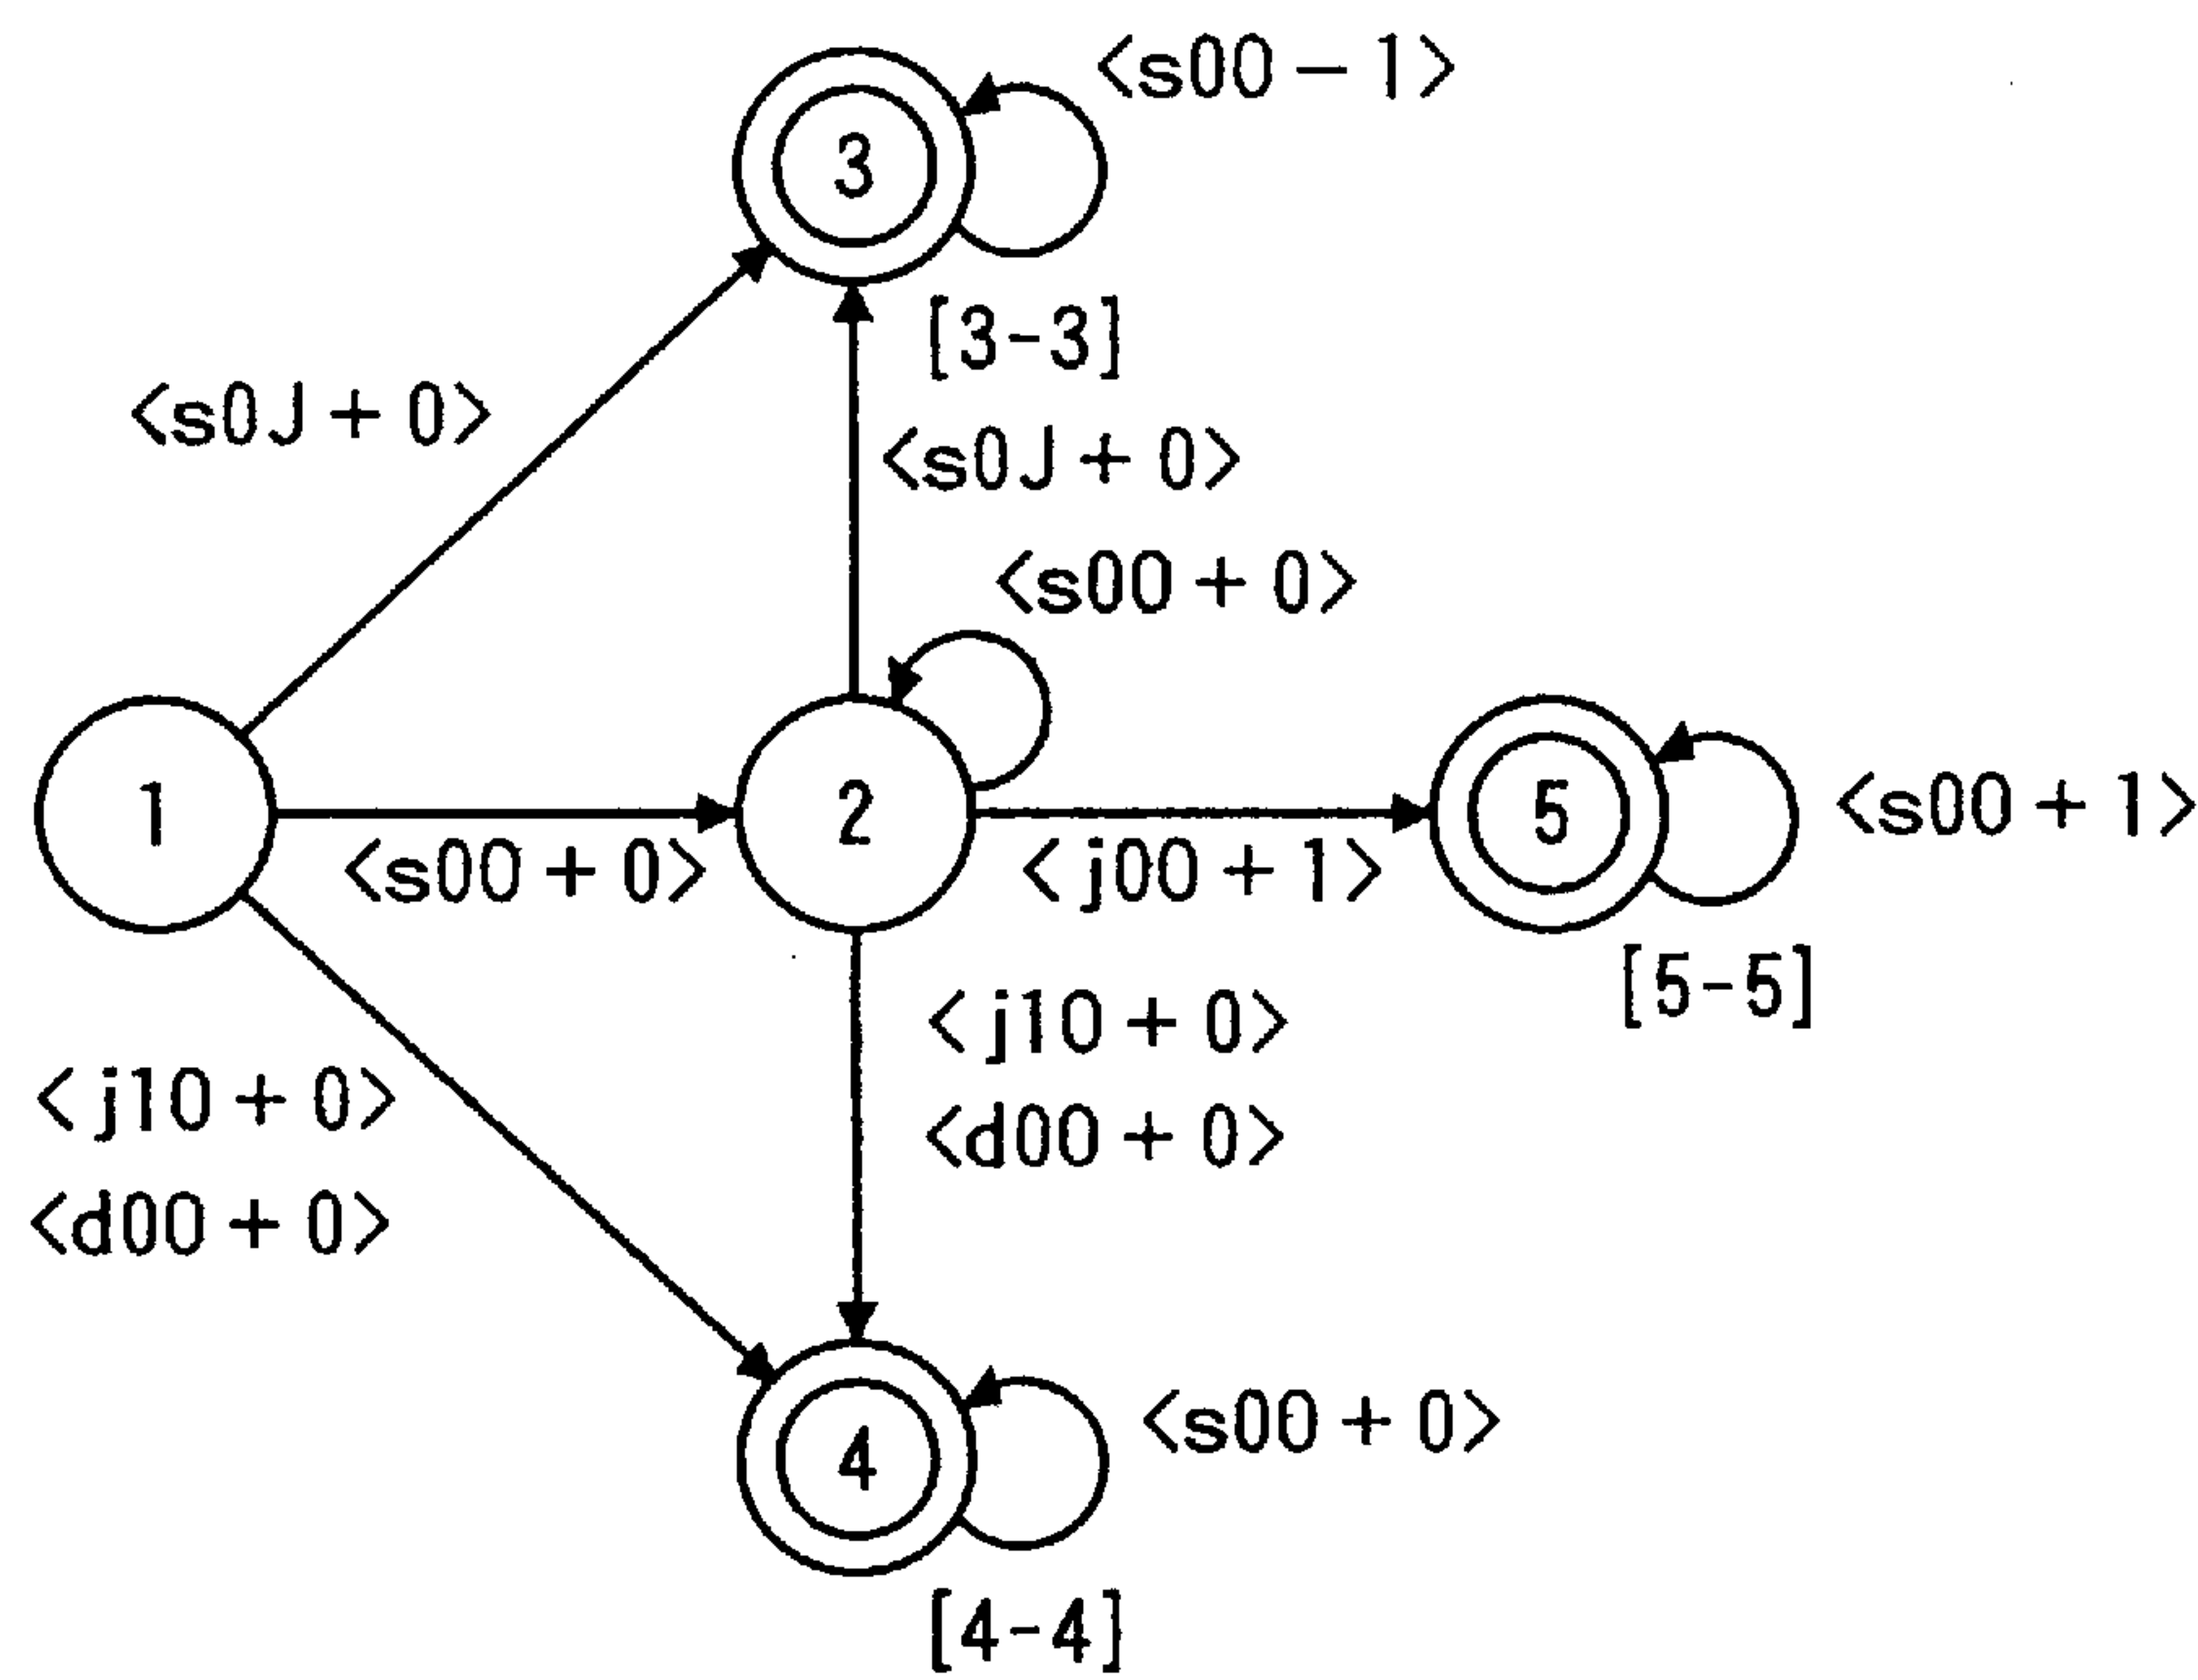 <s00-1>
3
[3-3]
<s0J+0>
<s0J+0>
<s00+0>
1
2
5
<s00+1>
<s00+0>
<j00+1>
[5-5]
<j10+0>
<d00+0>
<j10+0>
<d00+0>
4
<s00+0>
[4-4]